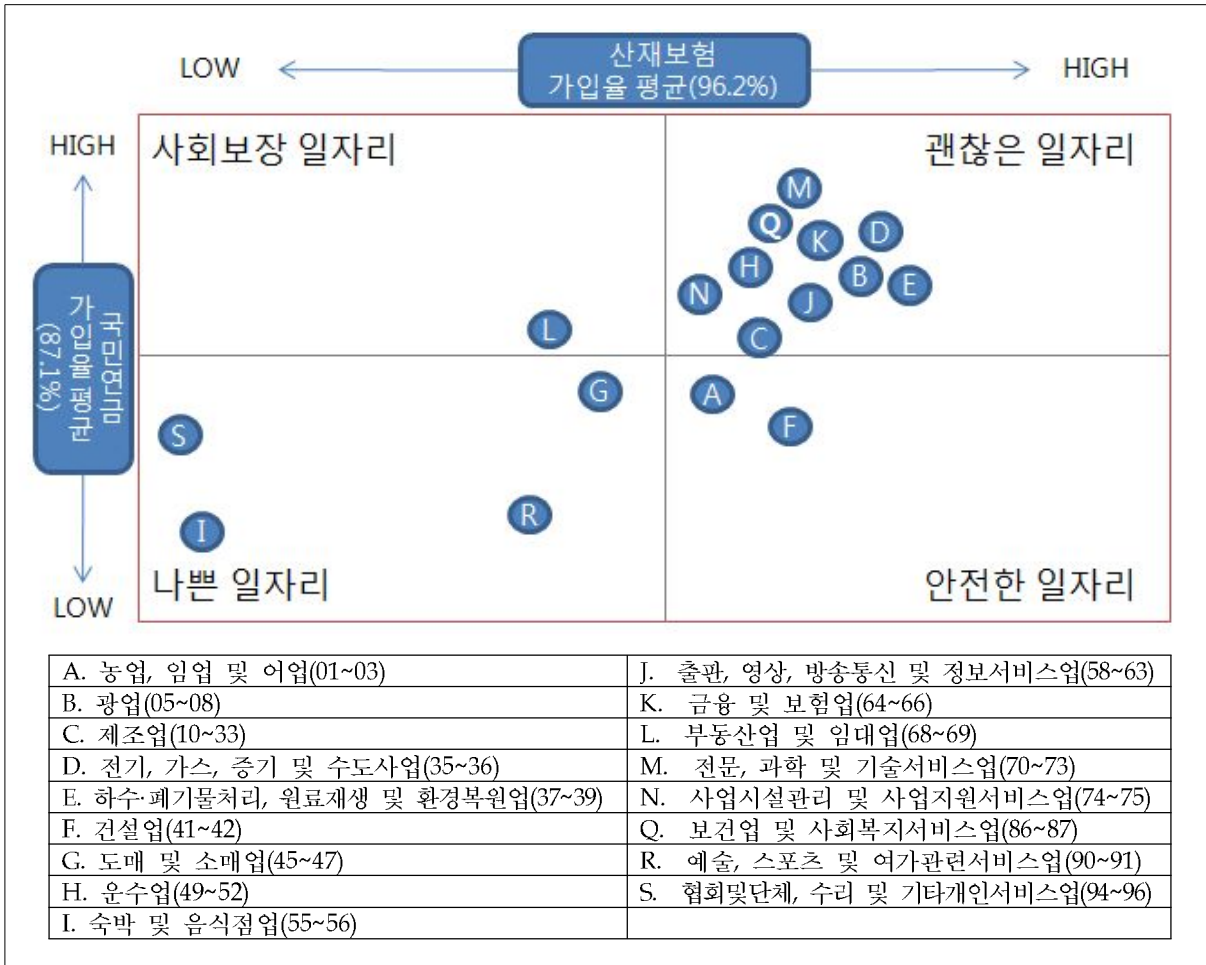 산재보험
가입율 평균(96.2%)
LOW
HIGH
HIGH
사회보장 일자리
괜찮은 일자리
M
Q
K
D
H
B
E
N
J
L
C
국민연금
가입율 평균
(87.1%)
G
A
F
S
R
I
나쁜 일자리
안전한 일자리
LOW
A. 농업, 임업 및 어업(01~03)
J. 출판, 영상, 방송통신 및 정보서비스업(58~63)
B. 광업(05~08)
K. 금융 및 보험업(64~66)
C. 제조업(10~33)
L. 부동산업 및 임대업(68~69)
D. 전기, 가스, 증기 및 수도사업(35~36)
M. 전문, 과학 및 기술서비스업(70~73)
E. 하수·폐기물처리, 원료재생 및 환경복원업(37~39)
N. 사업시설관리 및 사업지원서비스업(74~75)
F. 건설업(41~42)
Q. 보건업 및 사회복지서비스업(86~87)
G. 도매 및 소매업(45~47)
R. 예술, 스포츠 및 여가관련서비스업(90~91)
H. 운수업(49~52)
S. 협회및단체, 수리 및 기타개인서비스업(94~96)
I. 숙박 및 음식점업(55~56)